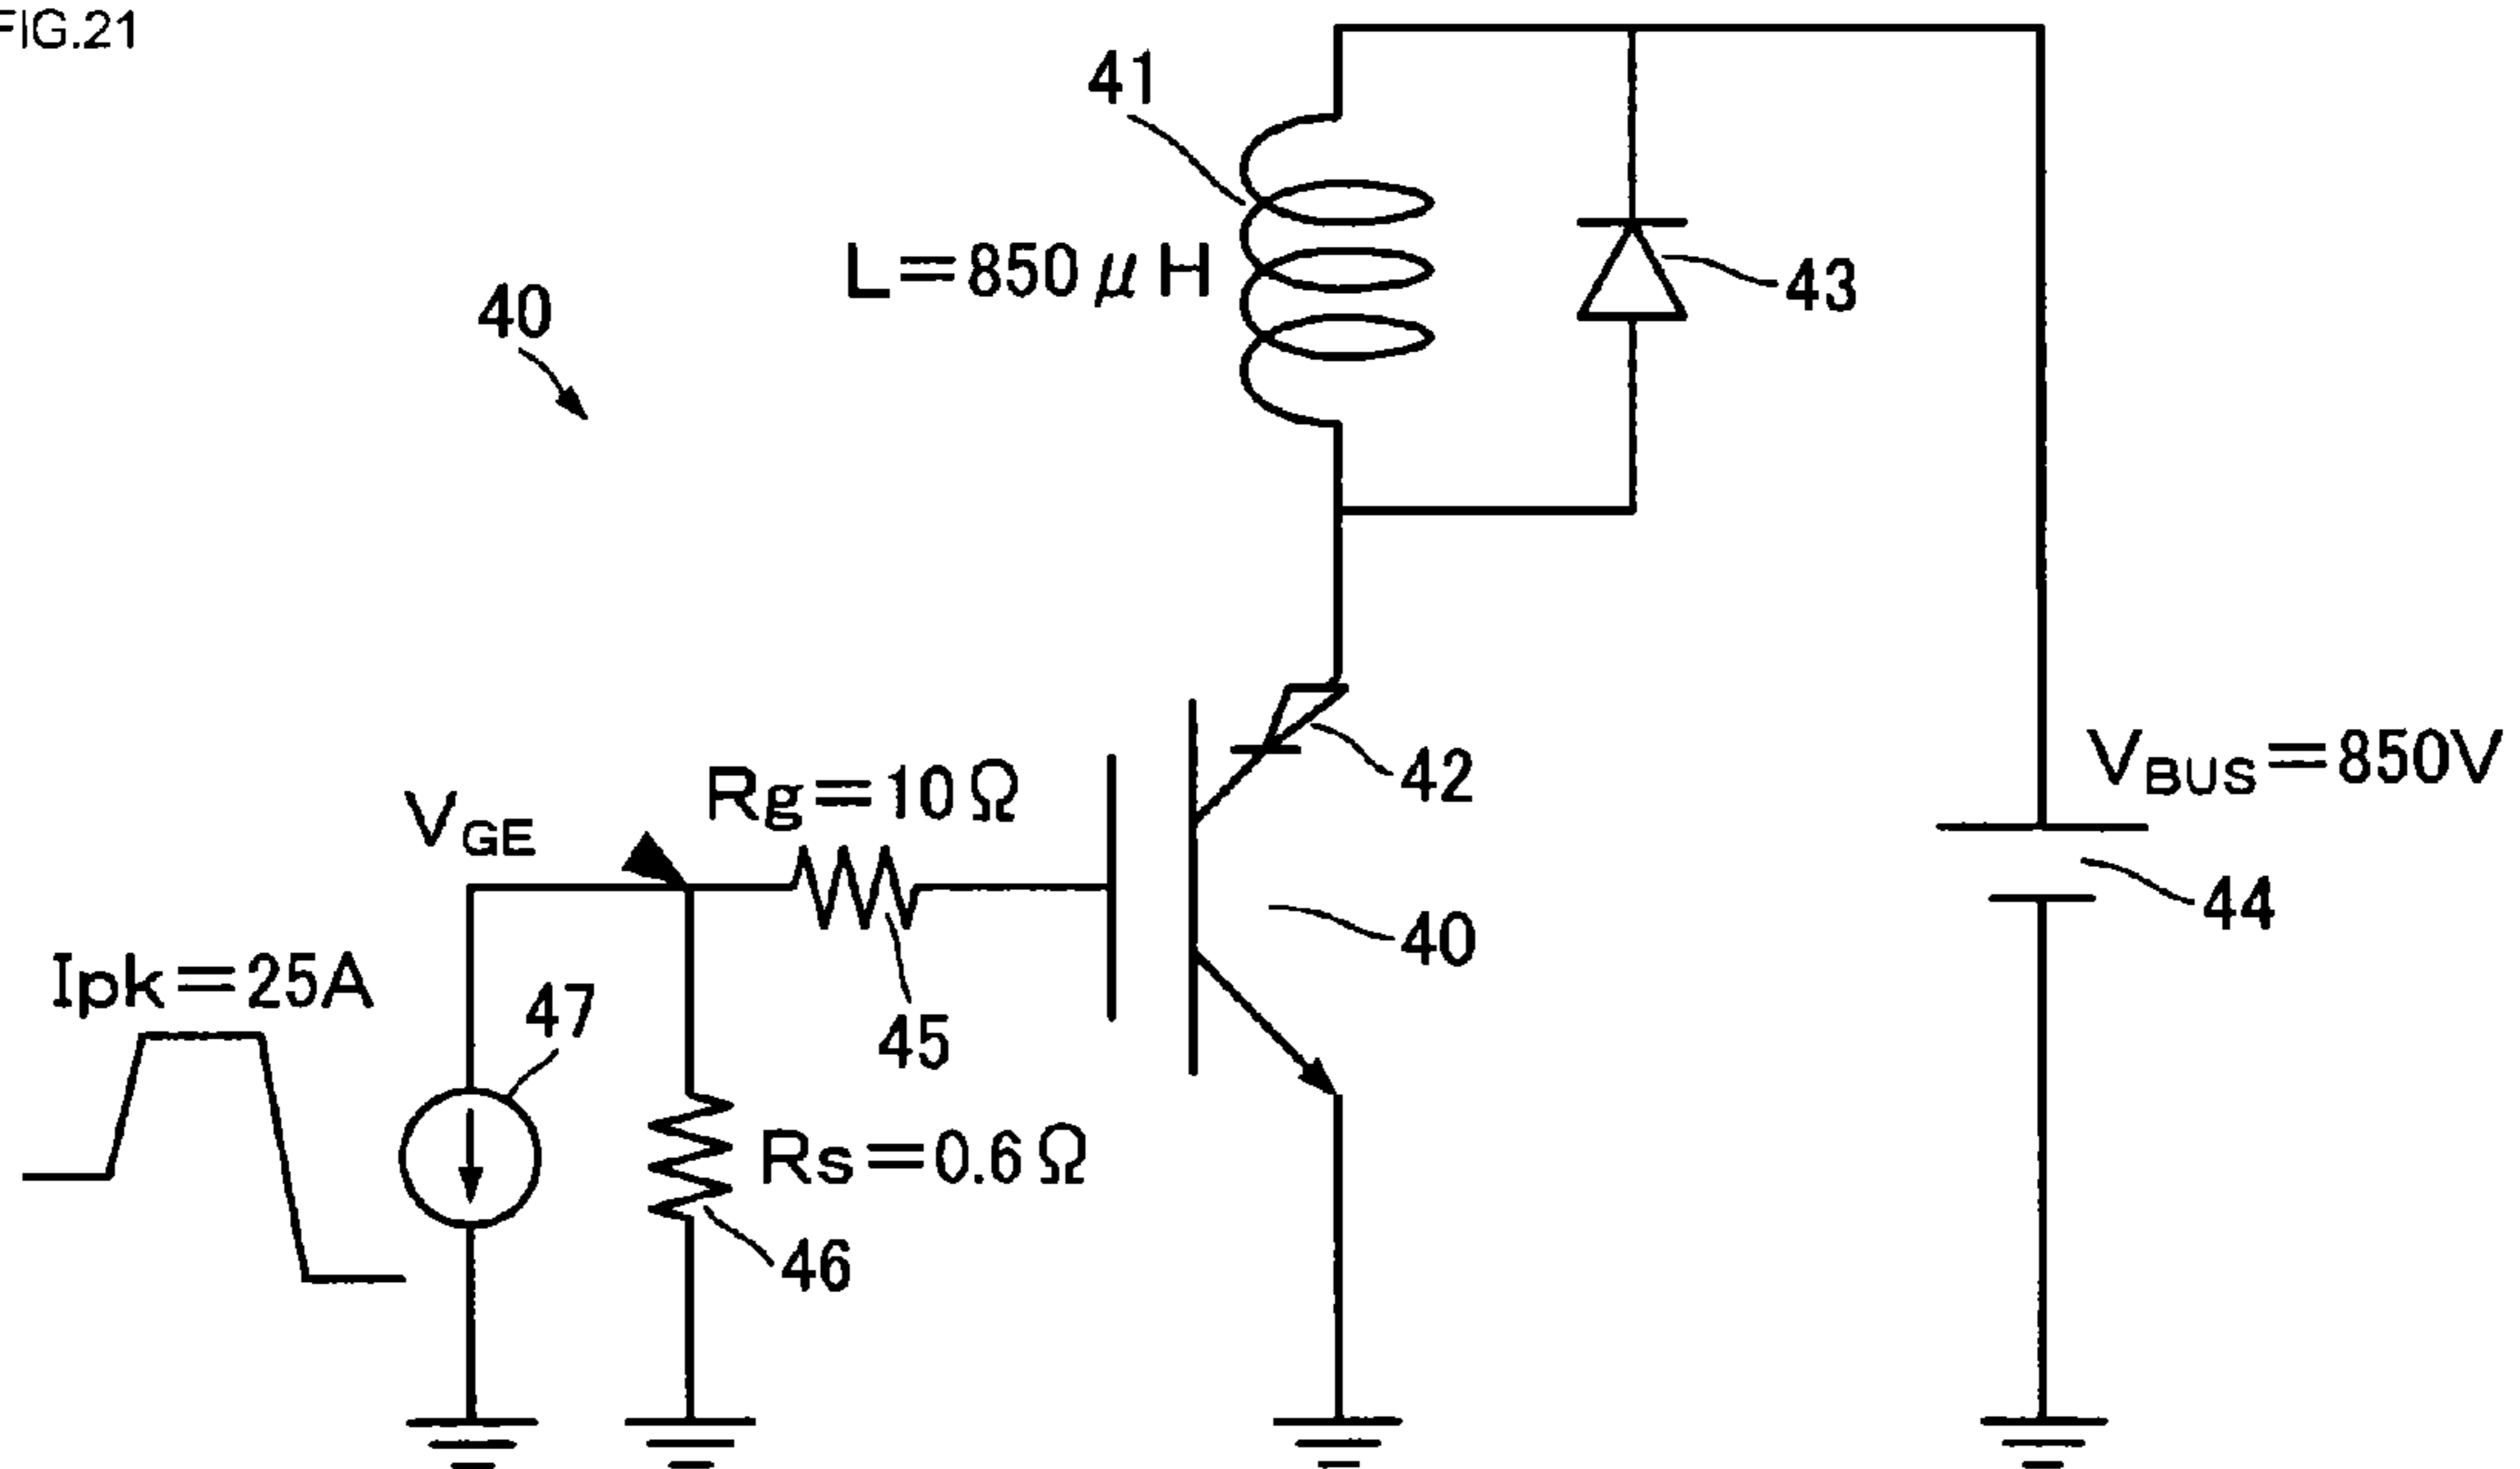 FIG.21
41
L=850μH
43
40
42
VBUS=850V
Rg=10Ω
VGE
44
40
Ipk=25A
47
45
Rs=0.6Ω
46